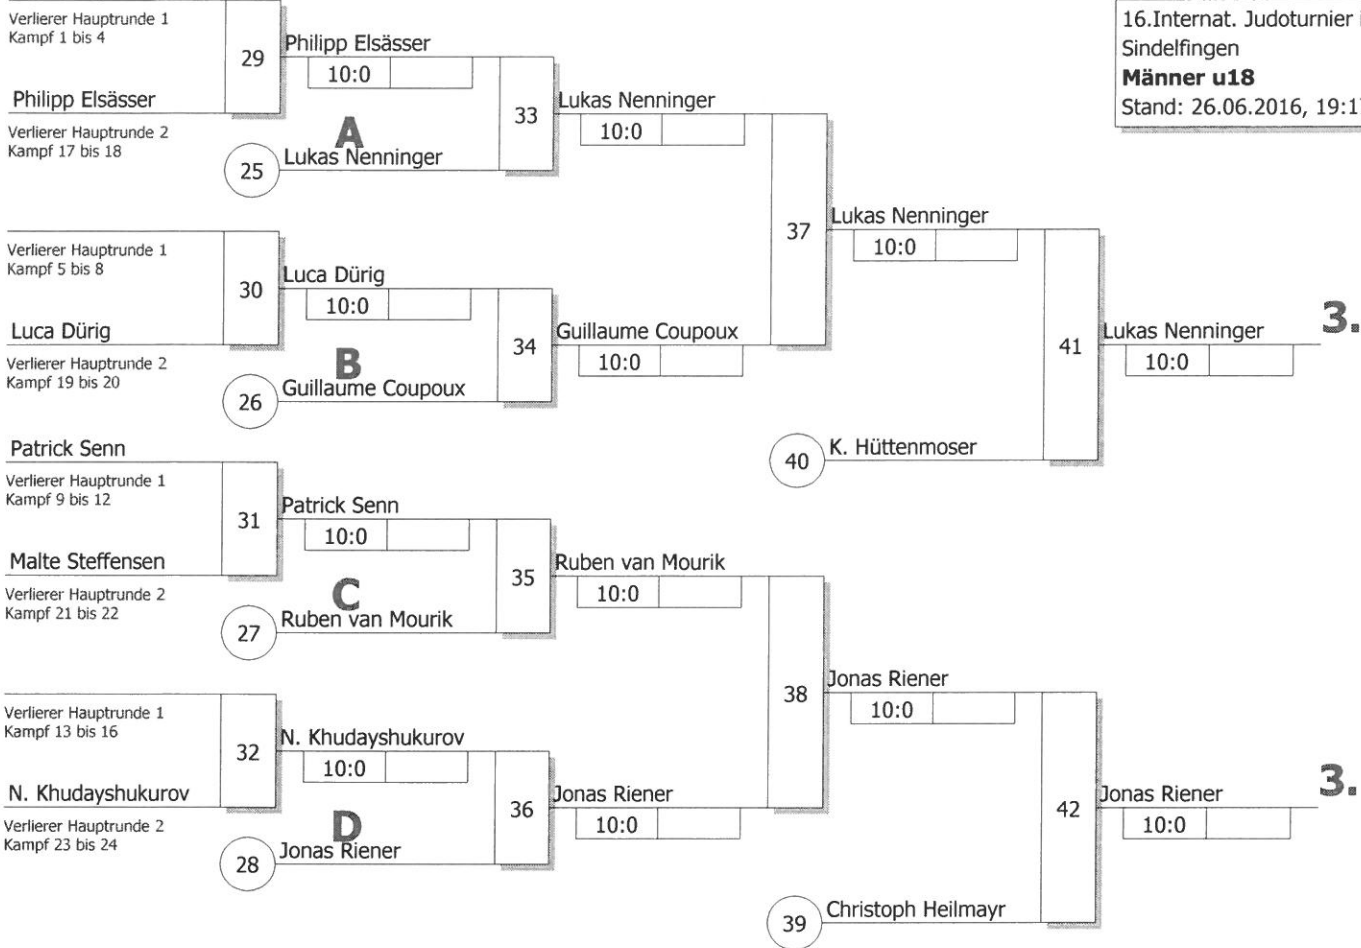 Verlierer Hauptrunde 1
Kampf 1 bis 4
29
Philipp Elsässer
10:0
Philipp Elsässer
Verlierer Hauptrunde 2
Kampf 17 bis 18
A
25
Lukas Nenninger
33
Lukas Nenninger
10:0
16.Internat. Judoturnier
Sindelfingen
Männer u18
Stand: 26.06.2016, 19:1
Verlierer Hauptrunde 1
Kampf 5 bis 8
30
Luca Dürig
10:0
Luca Dürig
Verlierer Hauptrunde 2
Kampf 19 bis 20
B
26
Guillaume Coupoux
34
Guillaume Coupoux
10:0
37
Lukas Nenninger
10:0
40
K. Hüttenmoser
41
Lukas Nenninger
10:0
3.
Patrick Senn
Verlierer Hauptrunde 1
Kampf 9 bis 12
31
Patrick Senn
10:0
Malte Steffensen
Verlierer Hauptrunde 2
Kampf 21 bis 22
C
27
Ruben van Mourik
35
Ruben van Mourik
10:0
Verlierer Hauptrunde 1
Kampf 13 bis 16
32
N. Khudayshukurov
10:0
N. Khudayshukurov
Verlierer Hauptrunde 2
Kampf 23 bis 24
D
28
Jonas Riener
36
Jonas Riener
10:0
38
Jonas Riener
10:0
39
Christoph Heilmayr
42
Jonas Riener
10:0
3.